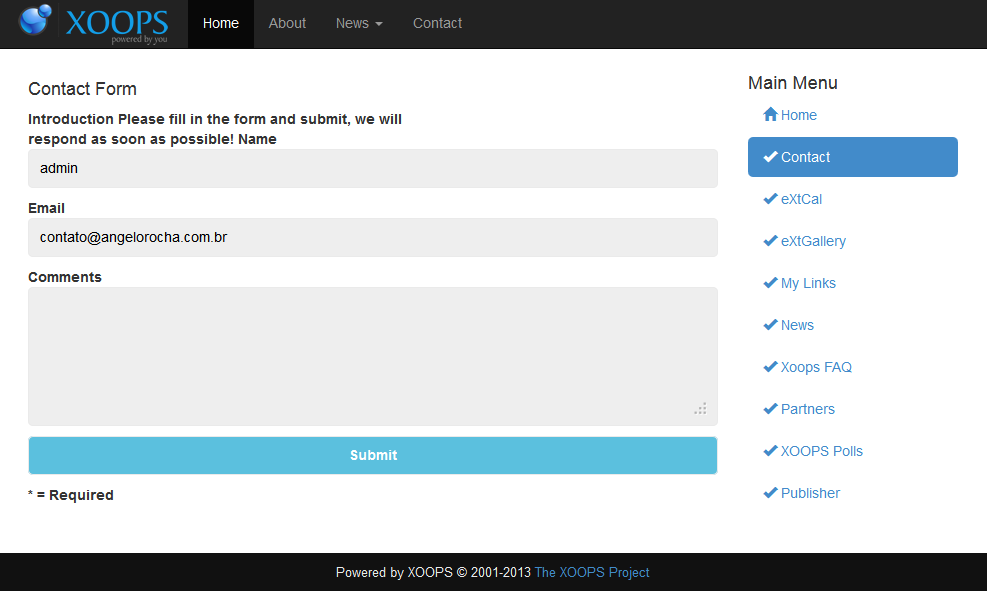 XOOPS
powered by you
Home
About
News
Contact
Contact Form
Introduction Please fill in the form and submit, we will
respond as soon as possible! Name
admin
Email
contato@angelorocha.com.br
Comments
Submit
* = Required
Main Menu
Home
Contact
eXtCal
eXtGallery
My Links
News
Xoops FAQ
Partners
XOOPS Polls
Publisher
Powered by XOOPS © 2001-2013 The XOOPS Project